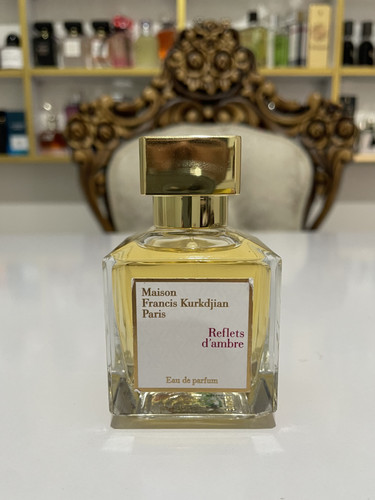 Maison
Francis Kurkdjian
Paris
Reflets
d'ambre
Eau de parfum